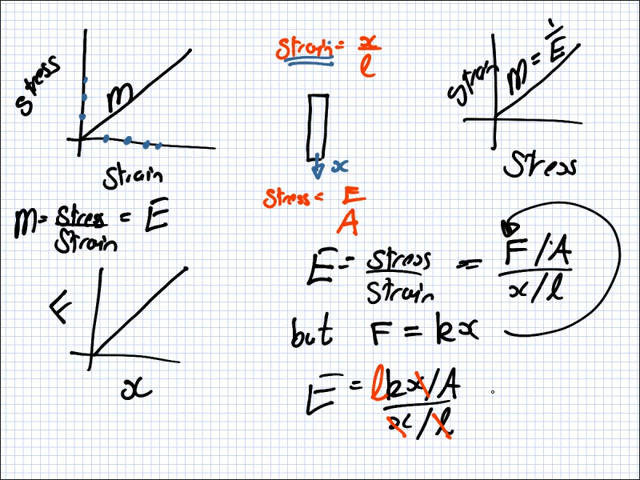 Stress
m
Strain
m = Stress/Strain = E
F
x
Strain = x/l
x
Stress = F/A
Strain
m = 1/E
Stress
E = Stress/Strain = F/A / x/l
but F = kx
E = lkx/A / x/l